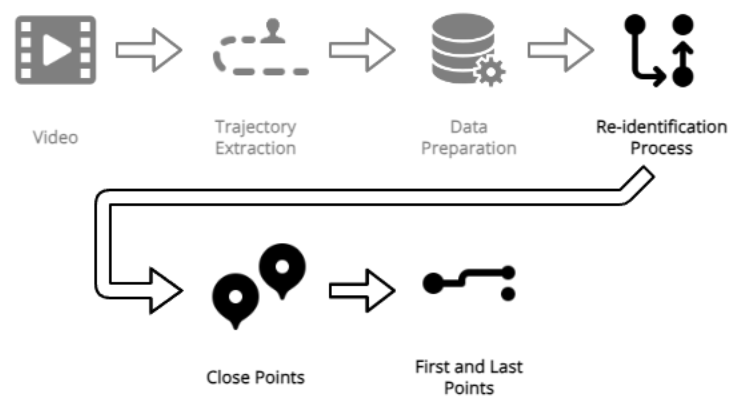 Video
Trajectory
Extraction
Data
Preparation
Re-identification
Process
Close Points
First and Last
Points